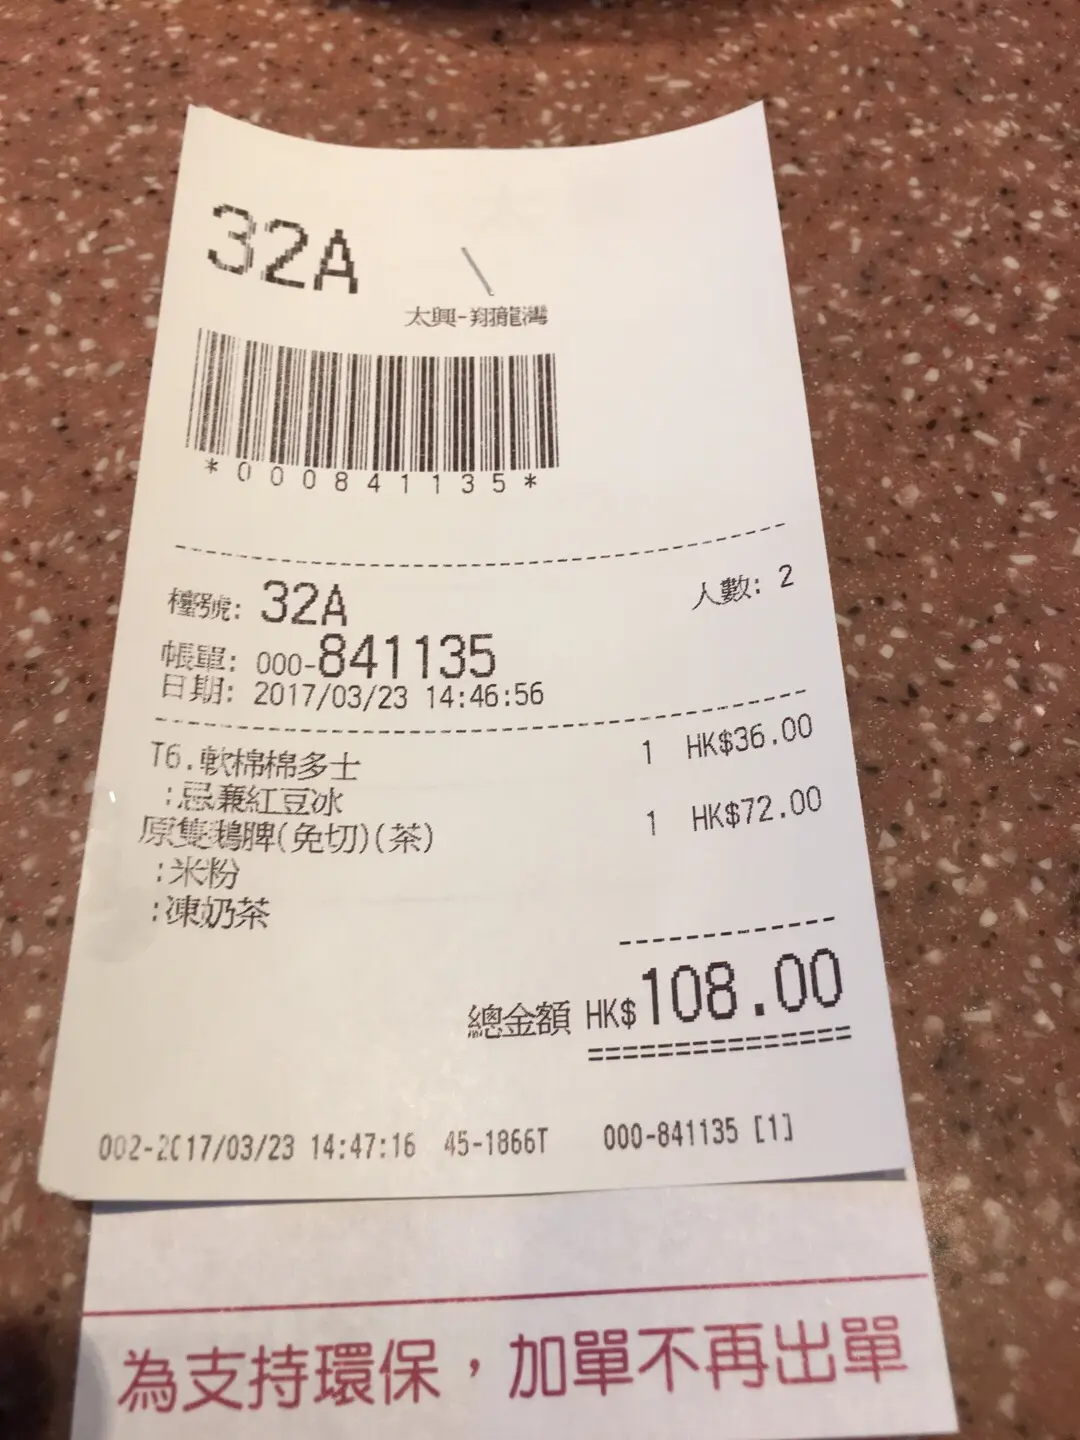 32A
太興-翔龍灣
*000841135*
檯號: 32A
人數: 2
帳單: 000-841135
日期: 2017/03/23 14:46:56
T6.軟棉棉多士 1 HK$36.00
:忌廉紅豆冰
原隻鵝髀(免切)(茶) 1 HK$72.00
:米粉
:凍奶茶
總金額 HK$108.00
002-2017/03/23 14:47:16 45-1866T 000-841135 [1]
為支持環保，加單不再出單